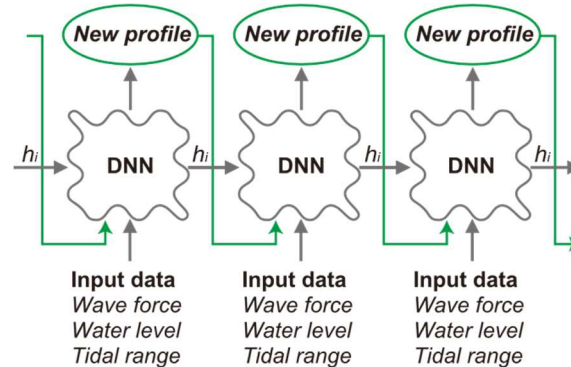 New profile New profile New profile
hi DNN hi DNN hi DNN hi
Input data Input data Input data
Wave force Wave force Wave force
Water level Water level Water level
Tidal range Tidal range Tidal range